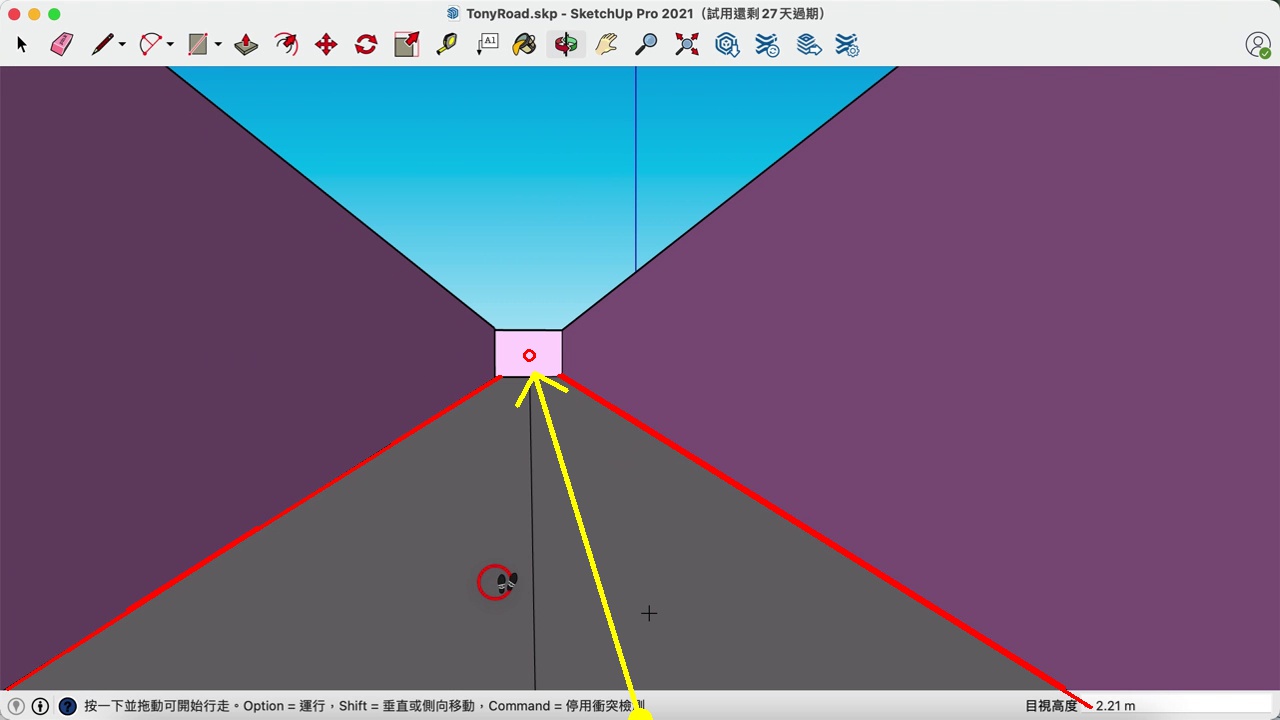 TonyRoad.skp - SketchUp Pro 2021（試用還剩 27 天過期）
A1
按一下並拖動可開始行走。Option = 運行，Shift = 垂直或側向移動，Command = 停用衝突檢測
目視高度 2.21 m